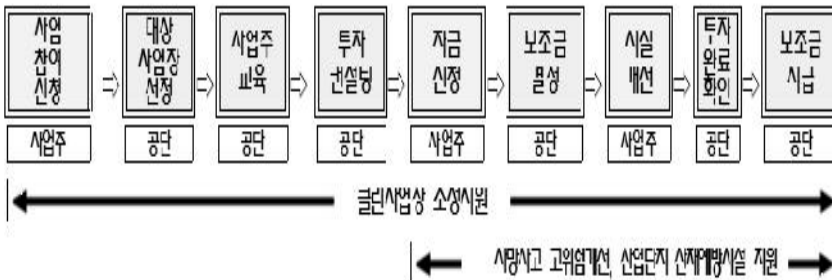 사업
참여
신청
대상
사업장
선정
사업주
교육
투자
컨설팅
자금
신청
보조금
결정
시설
개선
투자
완료
확인
보조금
지급
사업주
공단
공단
공단
사업주
공단
사업주
공단
공단
클린사업장 조성지원
사망사고 고위험개선, 산업단지 산재예방시설 지원